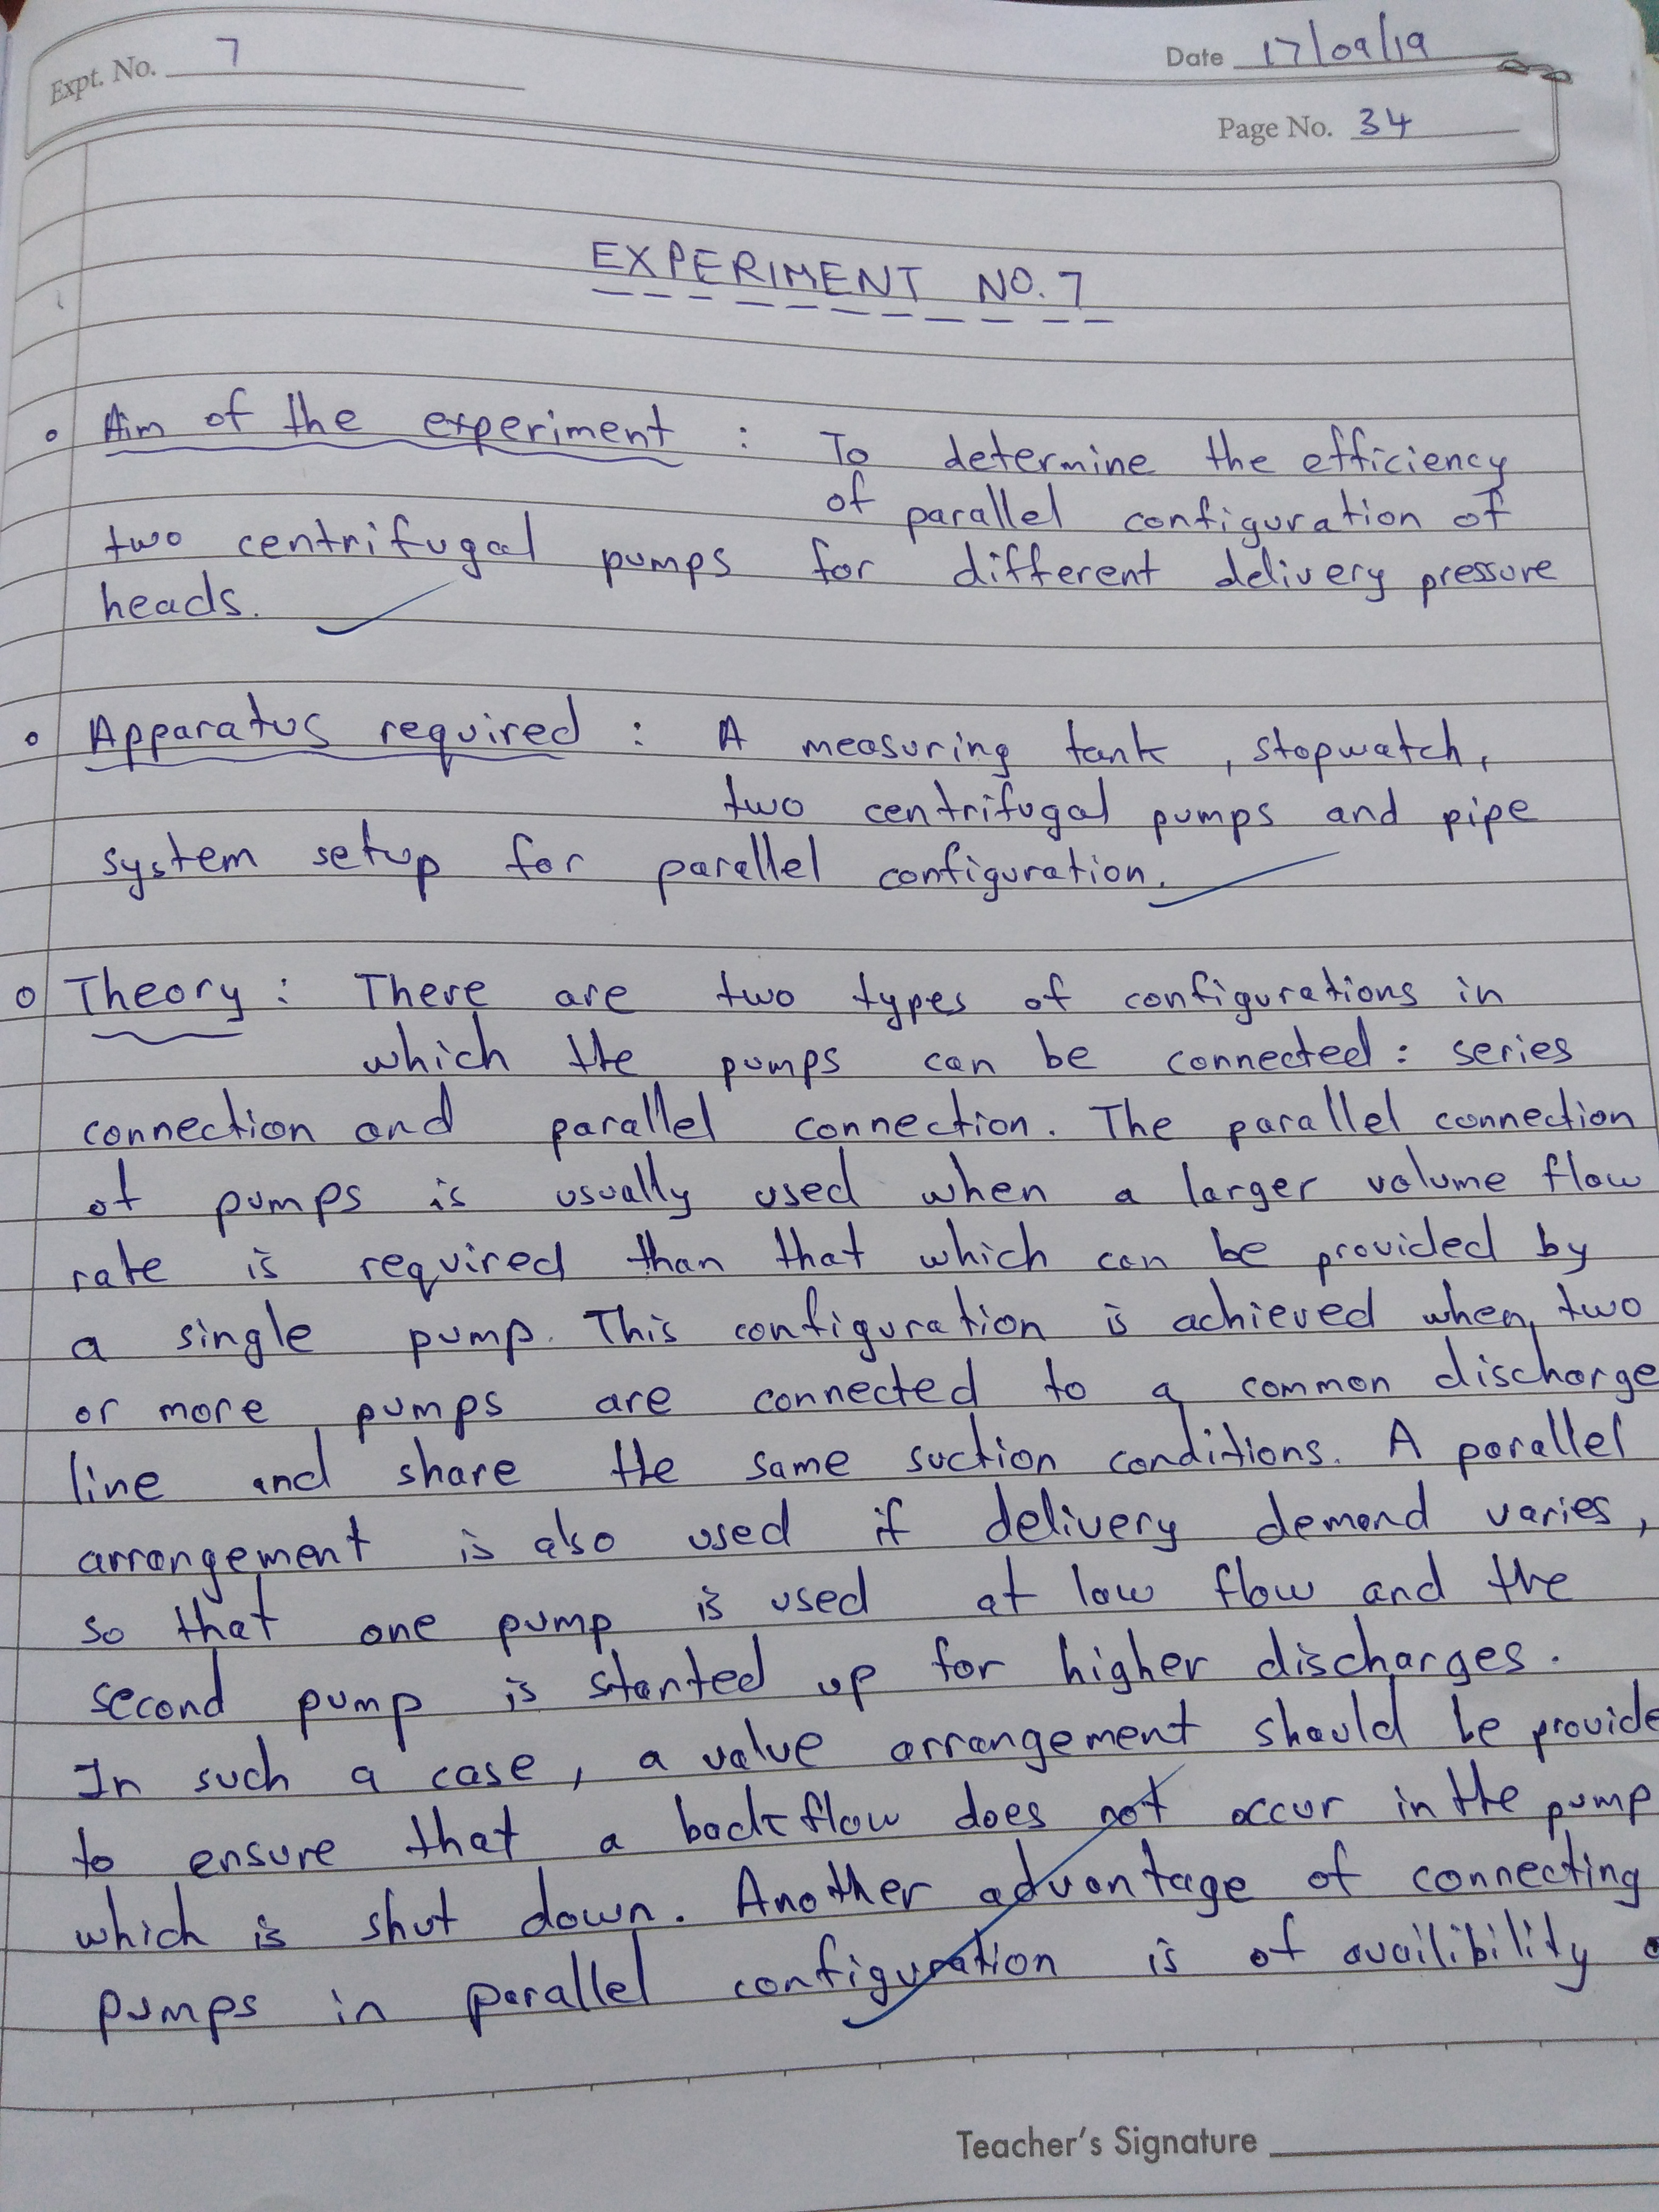 Expt. No. 7
Date 17/09/19
Page No. 34
EXPERIMENT NO. 7
Aim of the experiment : To determine the efficiency
of parallel configuration of
two centrifugal pumps for different delivery pressure
heads.
Apparatus required : A measuring tank, stopwatch,
two centrifugal pumps and pipe
system setup for parallel configuration.
Theory : There are two types of configurations in
which the pumps can be connected : series
connection and parallel connection. The parallel connection
of pumps is usually used when a larger volume flow
rate is required than that which can be provided by
a single pump. This configuration is achieved when two
or more pumps are connected to a common discharge
line and share the same suction conditions. A parallel
arrangement is also used if delivery demand varies,
so that one pump is used at low flow and the
second pump is started up for higher discharges.
In such a case, a valve arrangement should be provide
to ensure that a backflow does not occur in the pump
which is shut down. Another advantage of connecting
pumps in parallel configuration is of availibility
Teacher's Signature